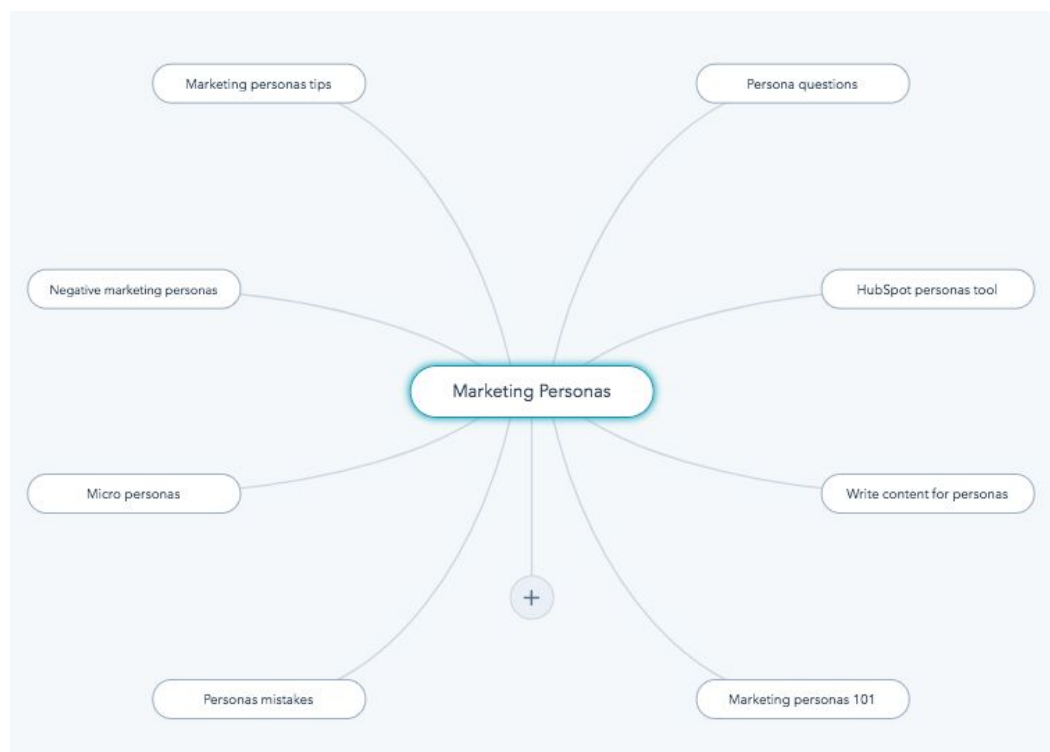 Marketing personas tips
Persona questions
Negative marketing personas
HubSpot personas tool
Marketing Personas
Micro personas
Write content for personas
+
Personas mistakes
Marketing personas 101